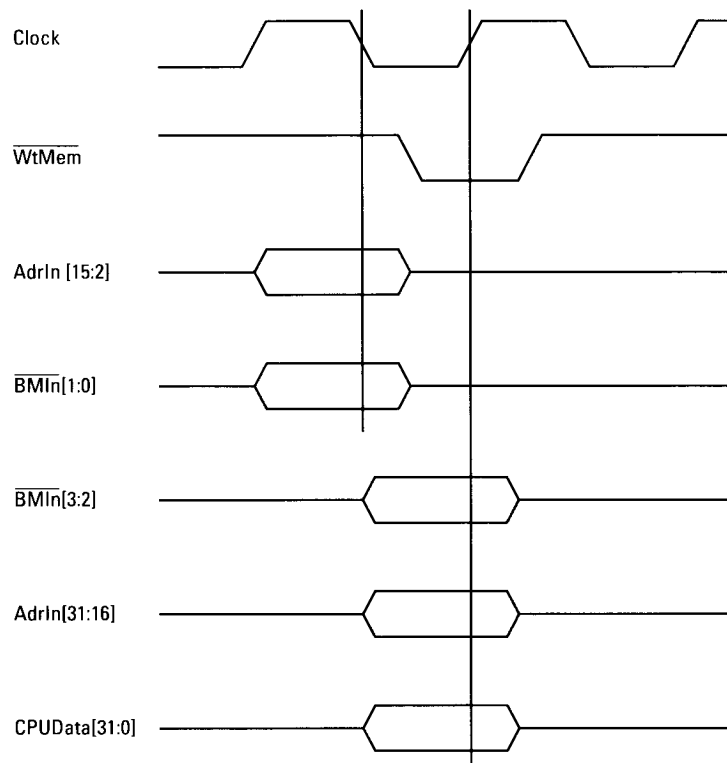 Clock
WtMem
AdrIn [15:2]
BMIn[1:0]
BMIn[3:2]
AdrIn[31:16]
CPUData[31:0]